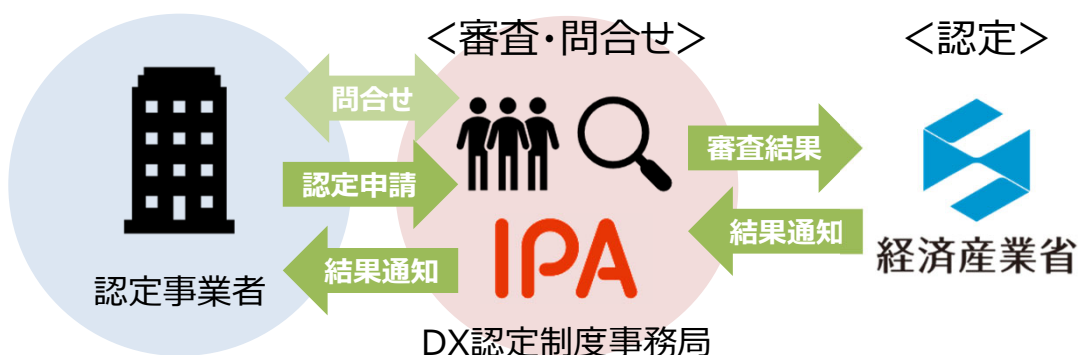 ＜審査・問合せ＞
＜認定＞
問合せ
認定申請
審査結果
結果通知
結果通知
IPA
経済産業省
認定事業者
DX認定制度事務局